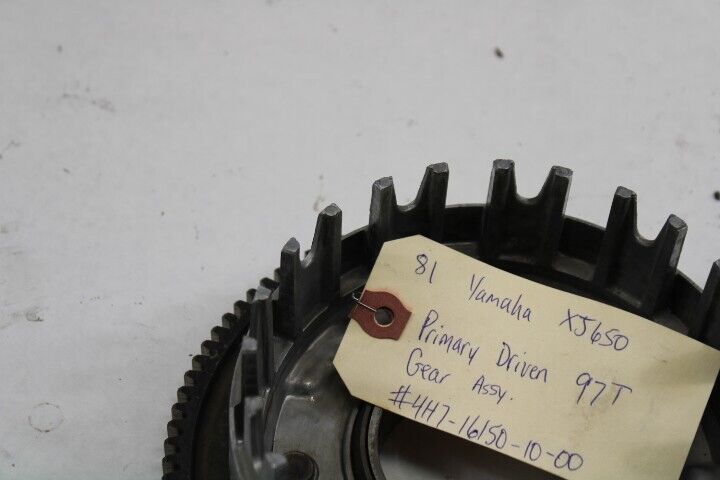 81 Yamaha XJ650
Primary Driven 97T
Gear Assy.
#4H7-16150-10-00